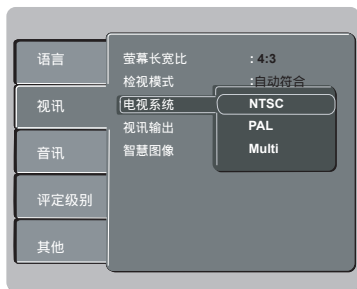 语言
视讯
音讯
评定级别
其他
萤幕长宽比 : 4:3
检视模式 :自动符合
电视系统 NTSC
视讯输出 PAL
智慧图像 Multi